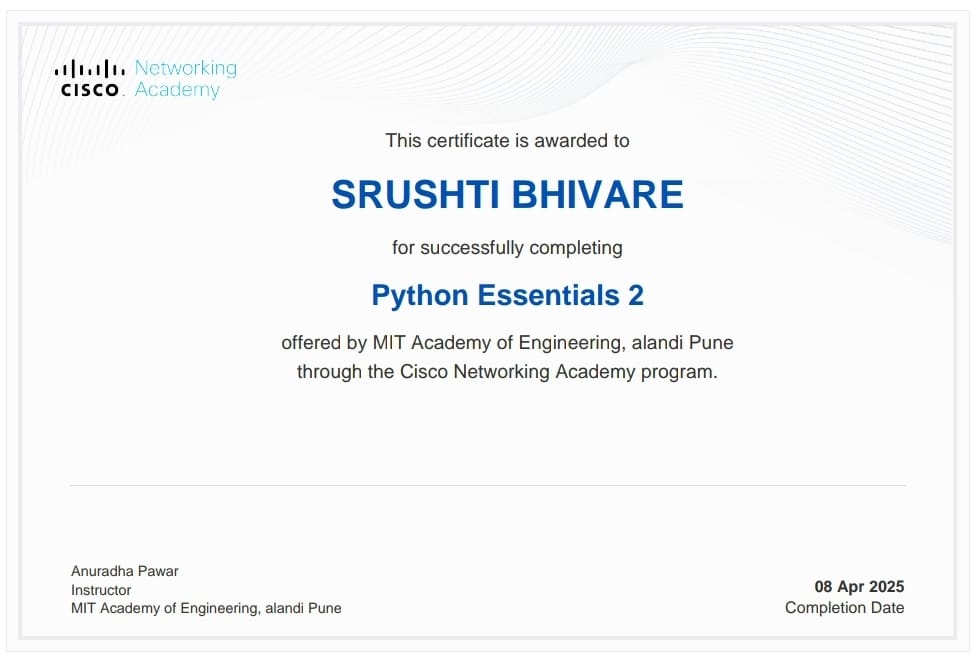 CISCO. Networking
Academy
This certificate is awarded to
SRUSHTI BHIVARE
for successfully completing
Python Essentials 2
offered by MIT Academy of Engineering, alandi Pune
through the Cisco Networking Academy program.
Anuradha Pawar
Instructor
MIT Academy of Engineering, alandi Pune
08 Apr 2025
Completion Date